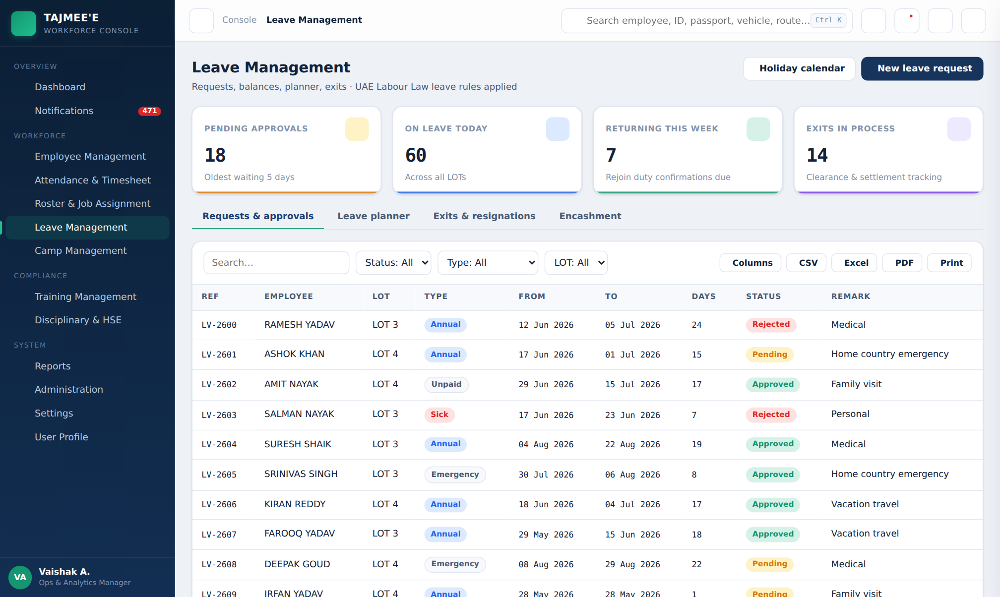 TAJMEE'E
WORKFORCE CONSOLE
OVERVIEW
Dashboard
Notifications 471
WORKFORCE
Employee Management
Attendance & Timesheet
Roster & Job Assignment
Leave Management
Camp Management
COMPLIANCE
Training Management
Disciplinary & HSE
SYSTEM
Reports
Administration
Settings
User Profile
VA
Vaishak A.
Ops & Analytics Manager
Console Leave Management
Search employee, ID, passport, vehicle, route... Ctrl K
Leave Management
Requests, balances, planner, exits · UAE Labour Law leave rules applied
Holiday calendar
New leave request
PENDING APPROVALS
18
Oldest waiting 5 days
ON LEAVE TODAY
60
Across all LOTs
RETURNING THIS WEEK
7
Rejoin duty confirmations due
EXITS IN PROCESS
14
Clearance & settlement tracking
Requests & approvals Leave planner Exits & resignations Encashment
Search... Status: All Type: All LOT: All Columns CSV Excel PDF Print
REF EMPLOYEE LOT TYPE FROM TO DAYS STATUS REMARK
LV-2600 RAMESH YADAV LOT 3 Annual 12 Jun 2026 05 Jul 2026 24 Rejected Medical
LV-2601 ASHOK KHAN LOT 4 Annual 17 Jun 2026 01 Jul 2026 15 Pending Home country emergency
LV-2602 AMIT NAYAK LOT 4 Unpaid 29 Jun 2026 15 Jul 2026 17 Approved Family visit
LV-2603 SALMAN NAYAK LOT 3 Sick 17 Jun 2026 23 Jun 2026 7 Rejected Personal
LV-2604 SURESH SHAIK LOT 3 Annual 04 Aug 2026 22 Aug 2026 19 Approved Medical
LV-2605 SRINIVAS SINGH LOT 3 Emergency 30 Jul 2026 06 Aug 2026 8 Approved Home country emergency
LV-2606 KIRAN REDDY LOT 4 Annual 18 Jun 2026 04 Jul 2026 17 Approved Vacation travel
LV-2607 FAROOQ YADAV LOT 3 Annual 29 May 2026 15 Jun 2026 18 Approved Vacation travel
LV-2608 DEEPAK GOUD LOT 4 Emergency 08 Aug 2026 29 Aug 2026 22 Pending Medical
LV-2609 IRFAN YADAV LOT 4 Annual 28 May 2026 28 May 2026 1 Pending Family visit